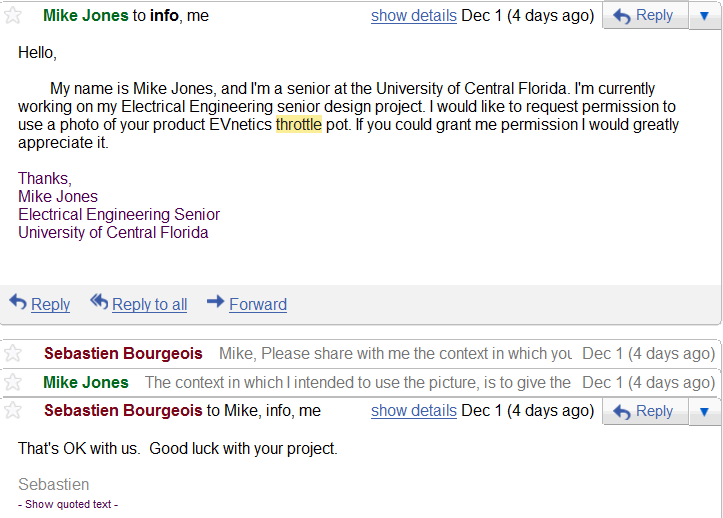 Mike Jones to info, me show details Dec 1 (4 days ago) Reply
Hello,
My name is Mike Jones, and I'm a senior at the University of Central Florida. I'm currently
working on my Electrical Engineering senior design project. I would like to request permission to
use a photo of your product EVnetics throttle pot. If you could grant me permission I would greatly
appreciate it.
Thanks,
Mike Jones
Electrical Engineering Senior
University of Central Florida
Reply Reply to all Forward
Sebastien Bourgeois Mike, Please share with me the context in which you Dec 1 (4 days ago)
Mike Jones The context in which I intended to use the picture, is to give the Dec 1 (4 days ago)
Sebastien Bourgeois to Mike, info, me show details Dec 1 (4 days ago) Reply
That's OK with us. Good luck with your project.
Sebastien
- Show quoted text -